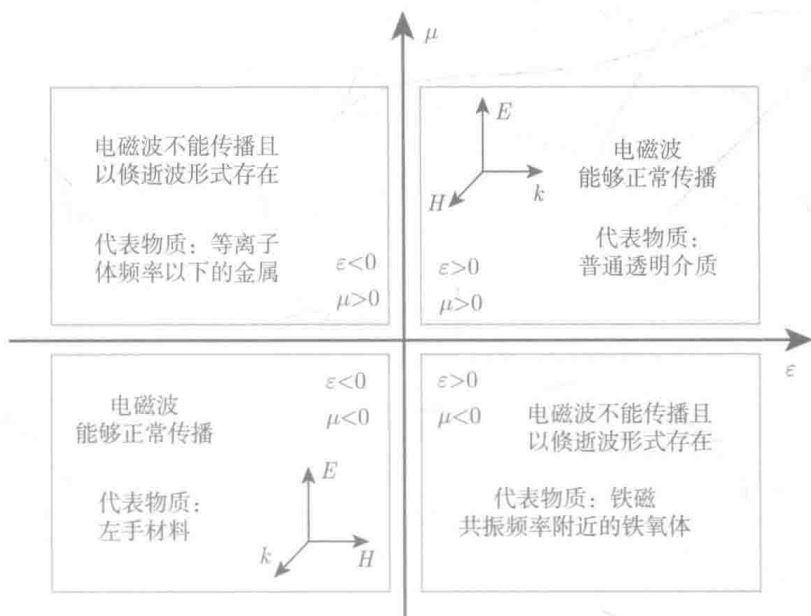 μ
电磁波不能传播且
以倏逝波形式存在
代表物质：等离子
体频率以下的金属
ε<0
μ>0
E
H
k
电磁波
能够正常传播
代表物质：
普通透明介质
ε>0
μ>0
ε
电磁波
能够正常传播
代表物质：
左手材料
ε<0
μ<0
E
k
H
ε>0
μ<0
电磁波不能传播且
以倏逝波形式存在
代表物质：铁磁
共振频率附近的铁氧体